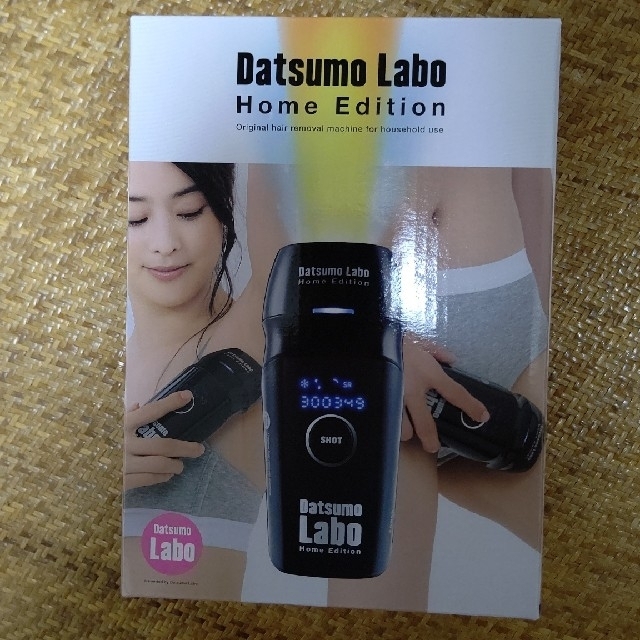 Datsumo Labo
Home Edition
Original hair removal machine for household use
Datsumo Labo
Home Edition
SR
300349
SHOT
Datsumo
Labo
Home Edition
Datsumo
Labo